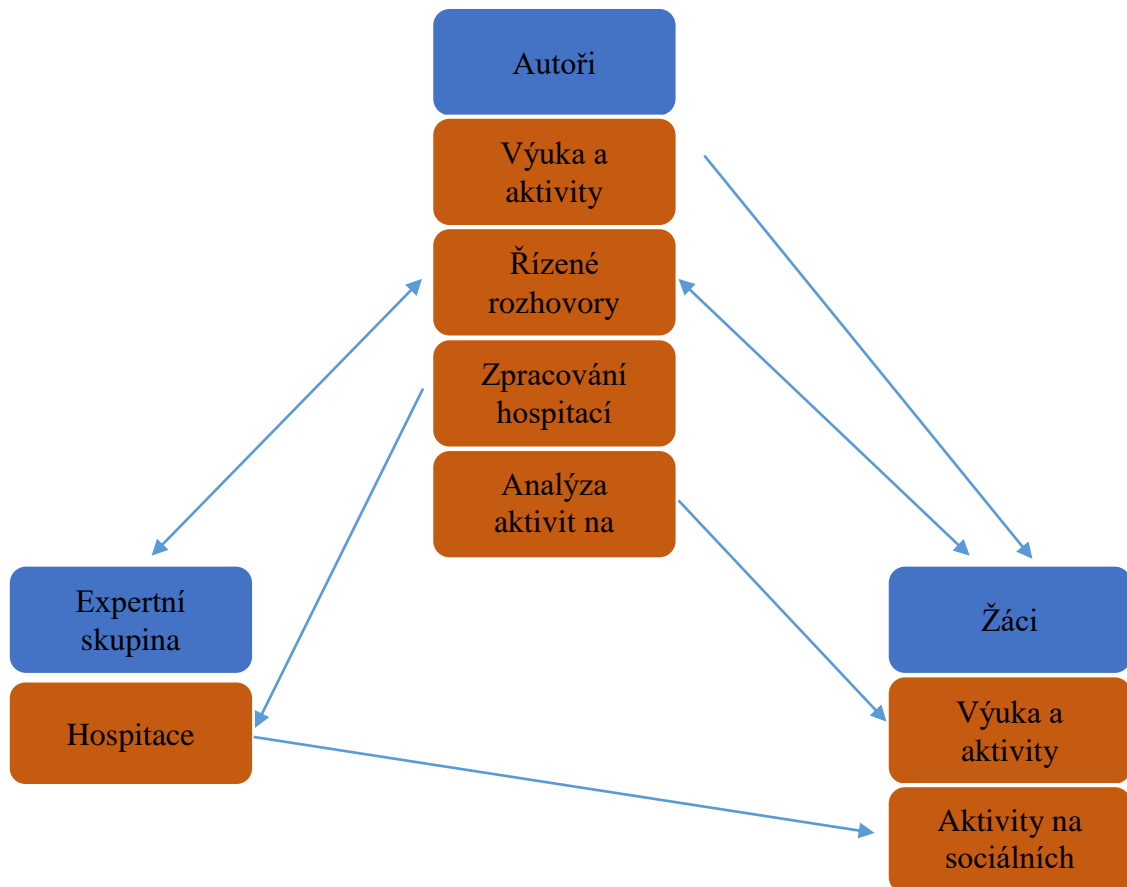 Autoři
Výuka a
aktivity
Řízené
rozhovory
Zpracování
hospitací
Analýza
aktivit na
Expertní
skupina
Hospitace
Žáci
Výuka a
aktivity
Aktivity na
sociálních